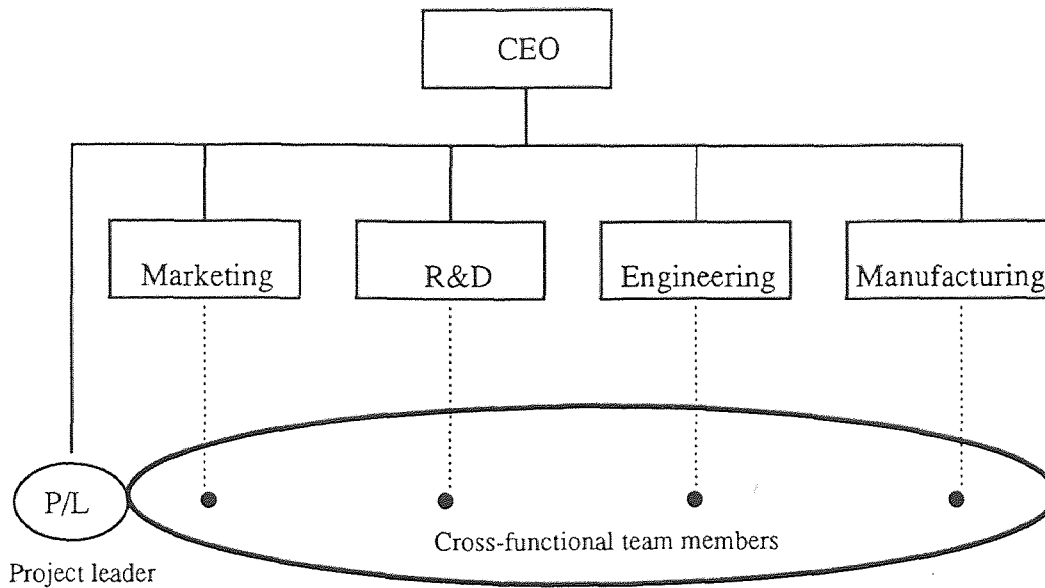 CEO
Marketing
R&D
Engineering
Manufacturing
P/L
Cross-functional team members
Project leader